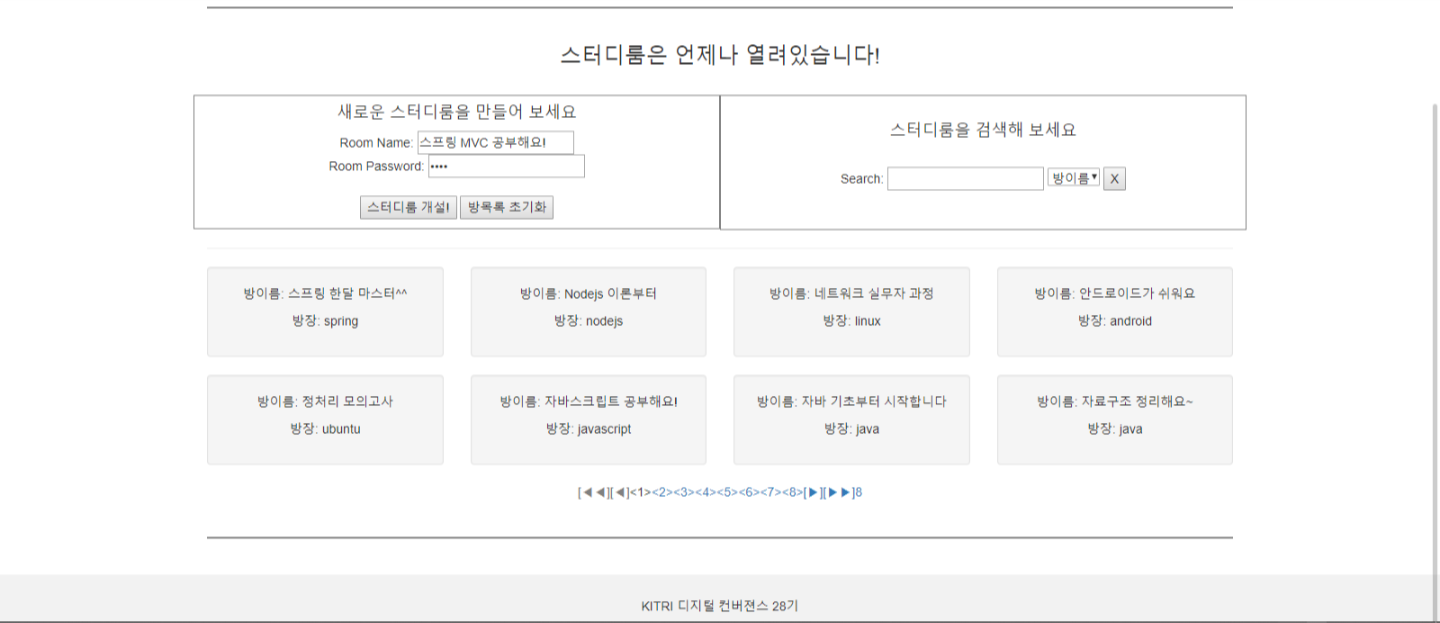 스터디룸은 언제나 열려있습니다!
새로운 스터디룸을 만들어 보세요
Room Name: 스프링 MVC 공부해요!
Room Password: ••••
스터디룸 개설! 방목록 초기화
스터디룸을 검색해 보세요
Search: 방이름▼ X
방이름: 스프링 한달 마스터^^
방장: spring
방이름: Nodejs 이론부터
방장: nodejs
방이름: 네트워크 실무자 과정
방장: linux
방이름: 안드로이드가 쉬워요
방장: android
방이름: 정처리 모의고사
방장: ubuntu
방이름: 자바스크립트 공부해요!
방장: javascript
방이름: 자바 기초부터 시작합니다
방장: java
방이름: 자료구조 정리해요~
방장: java
[◀◀][◀]<1><2><3><4><5><6><7><8>[▶][▶▶]8
KITRI 디지털 컨버젼스 28기